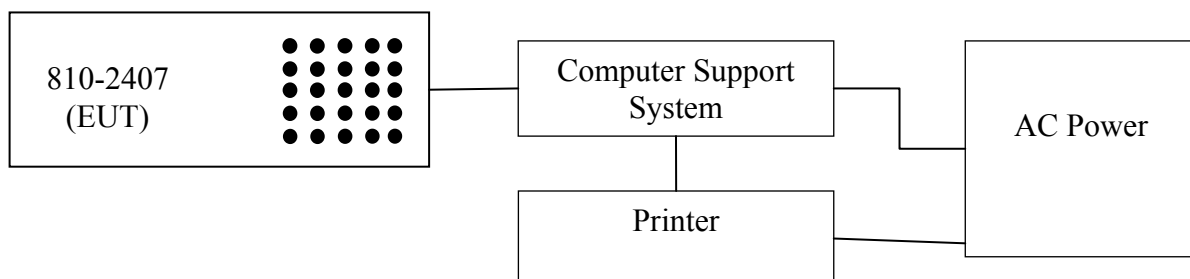 810-2407
(EUT)
Computer Support
System
AC Power
Printer